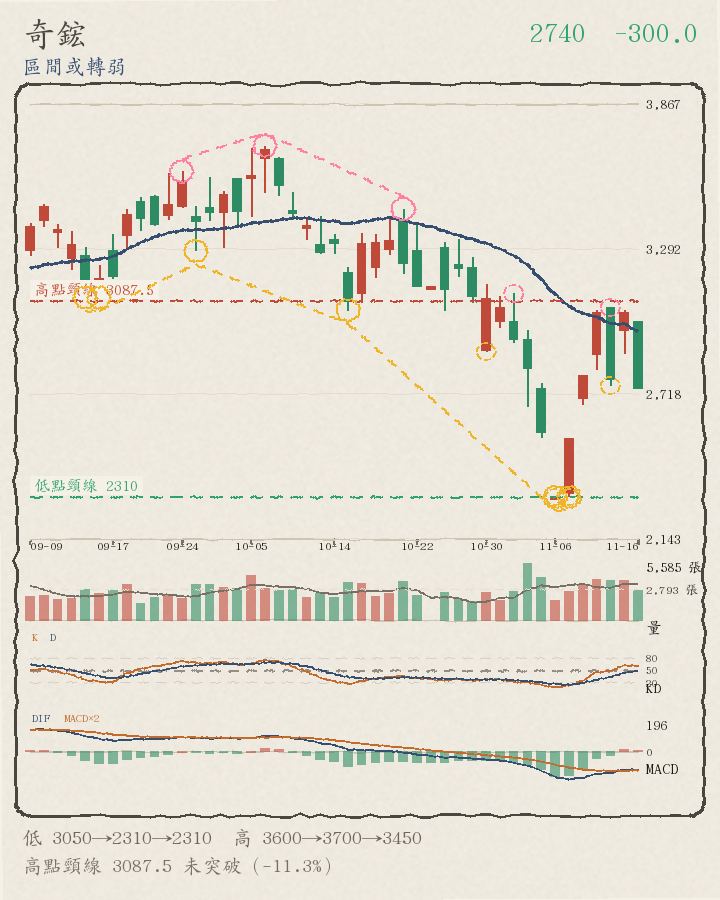 奇鋐
2740 -300.0
區間或轉弱
3,867
3,292
高點頸線 3087.5
2,718
低點頸線 2310
2,143
09-09 09-17 09-24 10-05 10-14 10-22 10-30 11-06 11-16
5,585 張
2,793 張
量
K D
80
50
20
KD
DIF MACD×2
196
0
MACD
低 3050→2310→2310 高 3600→3700→3450
高點頸線 3087.5 未突破 (-11.3%)